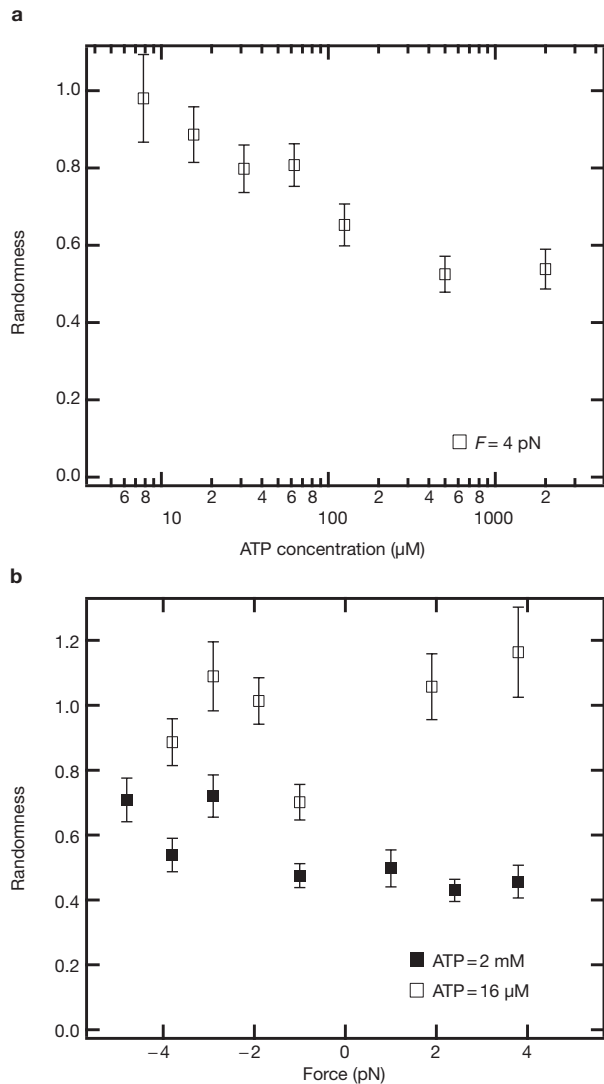 a
1.0
0.8
0.6
0.4
0.2
0.0
Randomness
F = 4 pN
6 8 2 4 6 8 2 4 6 8 2
10 100 1000
ATP concentration (µM)
b
1.2
1.0
0.8
0.6
0.4
0.2
0.0
Randomness
ATP = 2 mM
ATP = 16 µM
−4 −2 0 2 4
Force (pN)